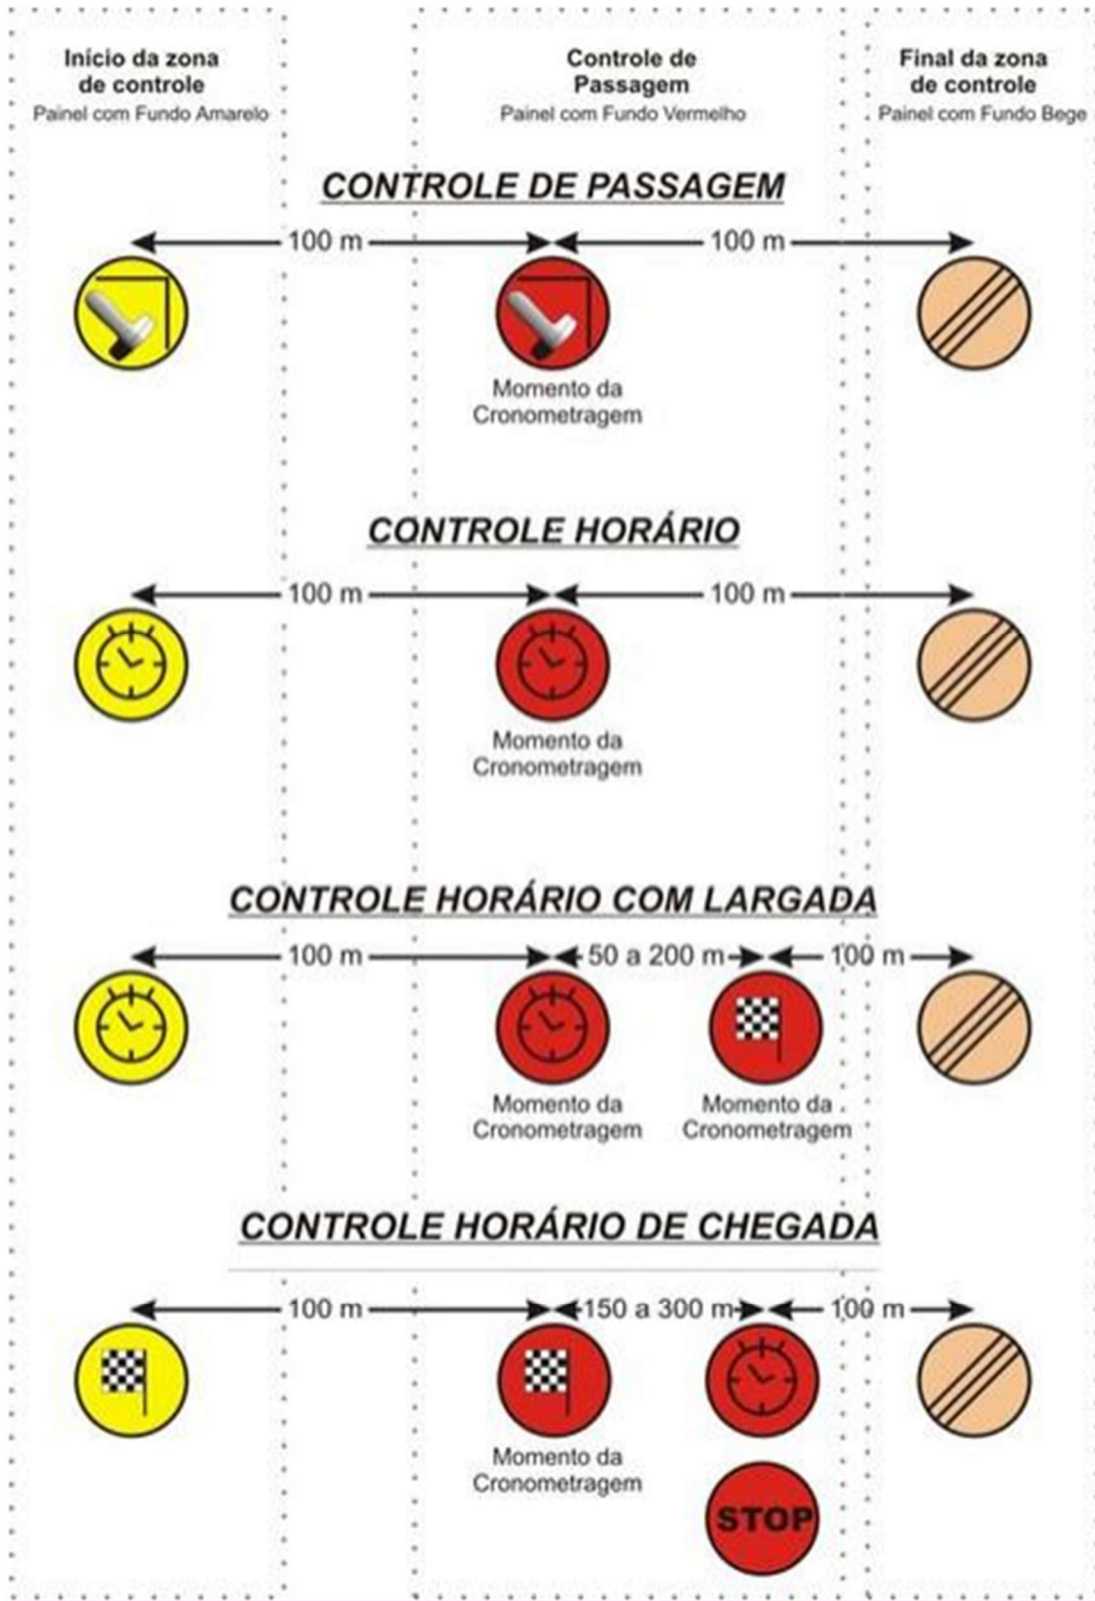 Início da zona
de controle
Painel com Fundo Amarelo
Controle de
Passagem
Painel com Fundo Vermelho
Final da zona
de controle
Painel com Fundo Bege
CONTROLE DE PASSAGEM
100 m
100 m
Momento da
Cronometragem
CONTROLE HORÁRIO
100 m
100 m
Momento da
Cronometragem
CONTROLE HORÁRIO COM LARGADA
100 m
50 a 200 m
100 m
Momento da
Cronometragem
Momento da
Cronometragem
CONTROLE HORÁRIO DE CHEGADA
100 m
150 a 300 m
100 m
Momento da
Cronometragem
STOP